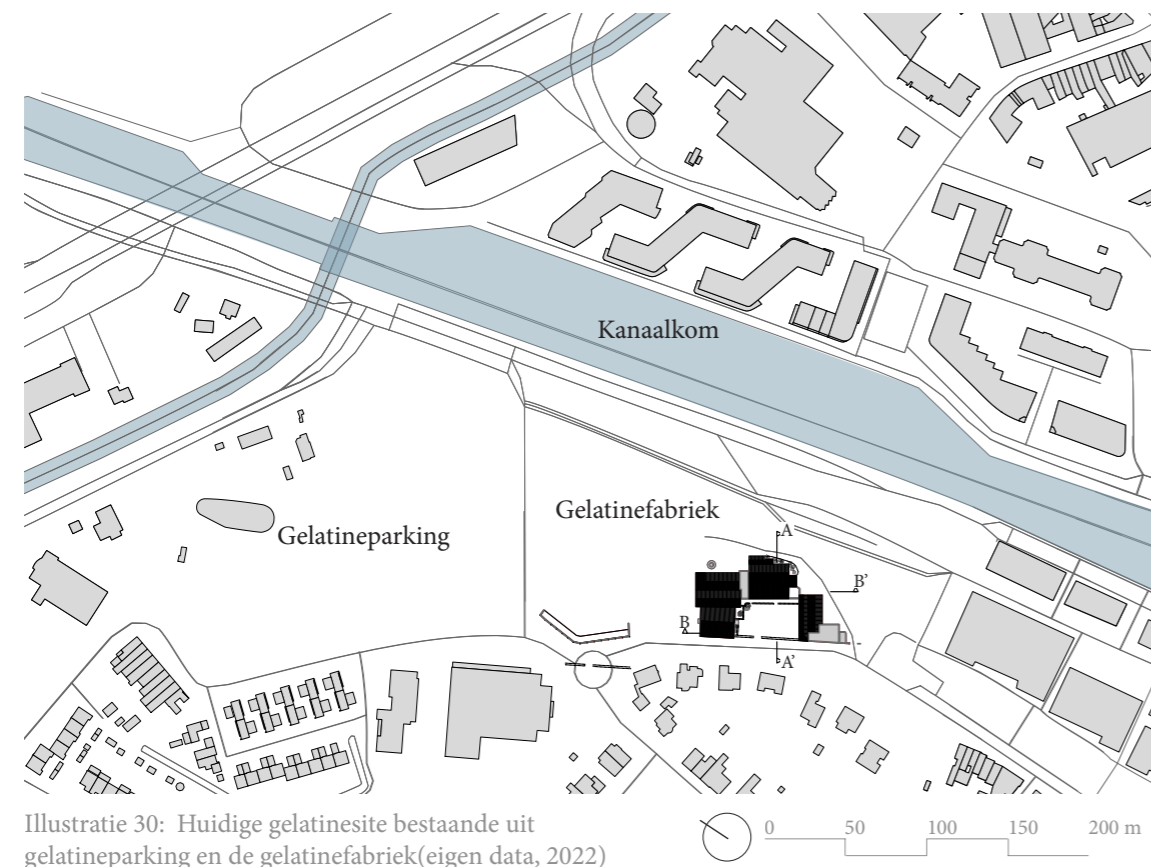 Kanaalkom
Gelatinefabriek
Gelatineparking
A
B'
B
A'
Illustratie 30: Huidige gelatinesite bestaande uit
gelatineparking en de gelatinefabriek(eigen data, 2022)
0 50 100 150 200 m